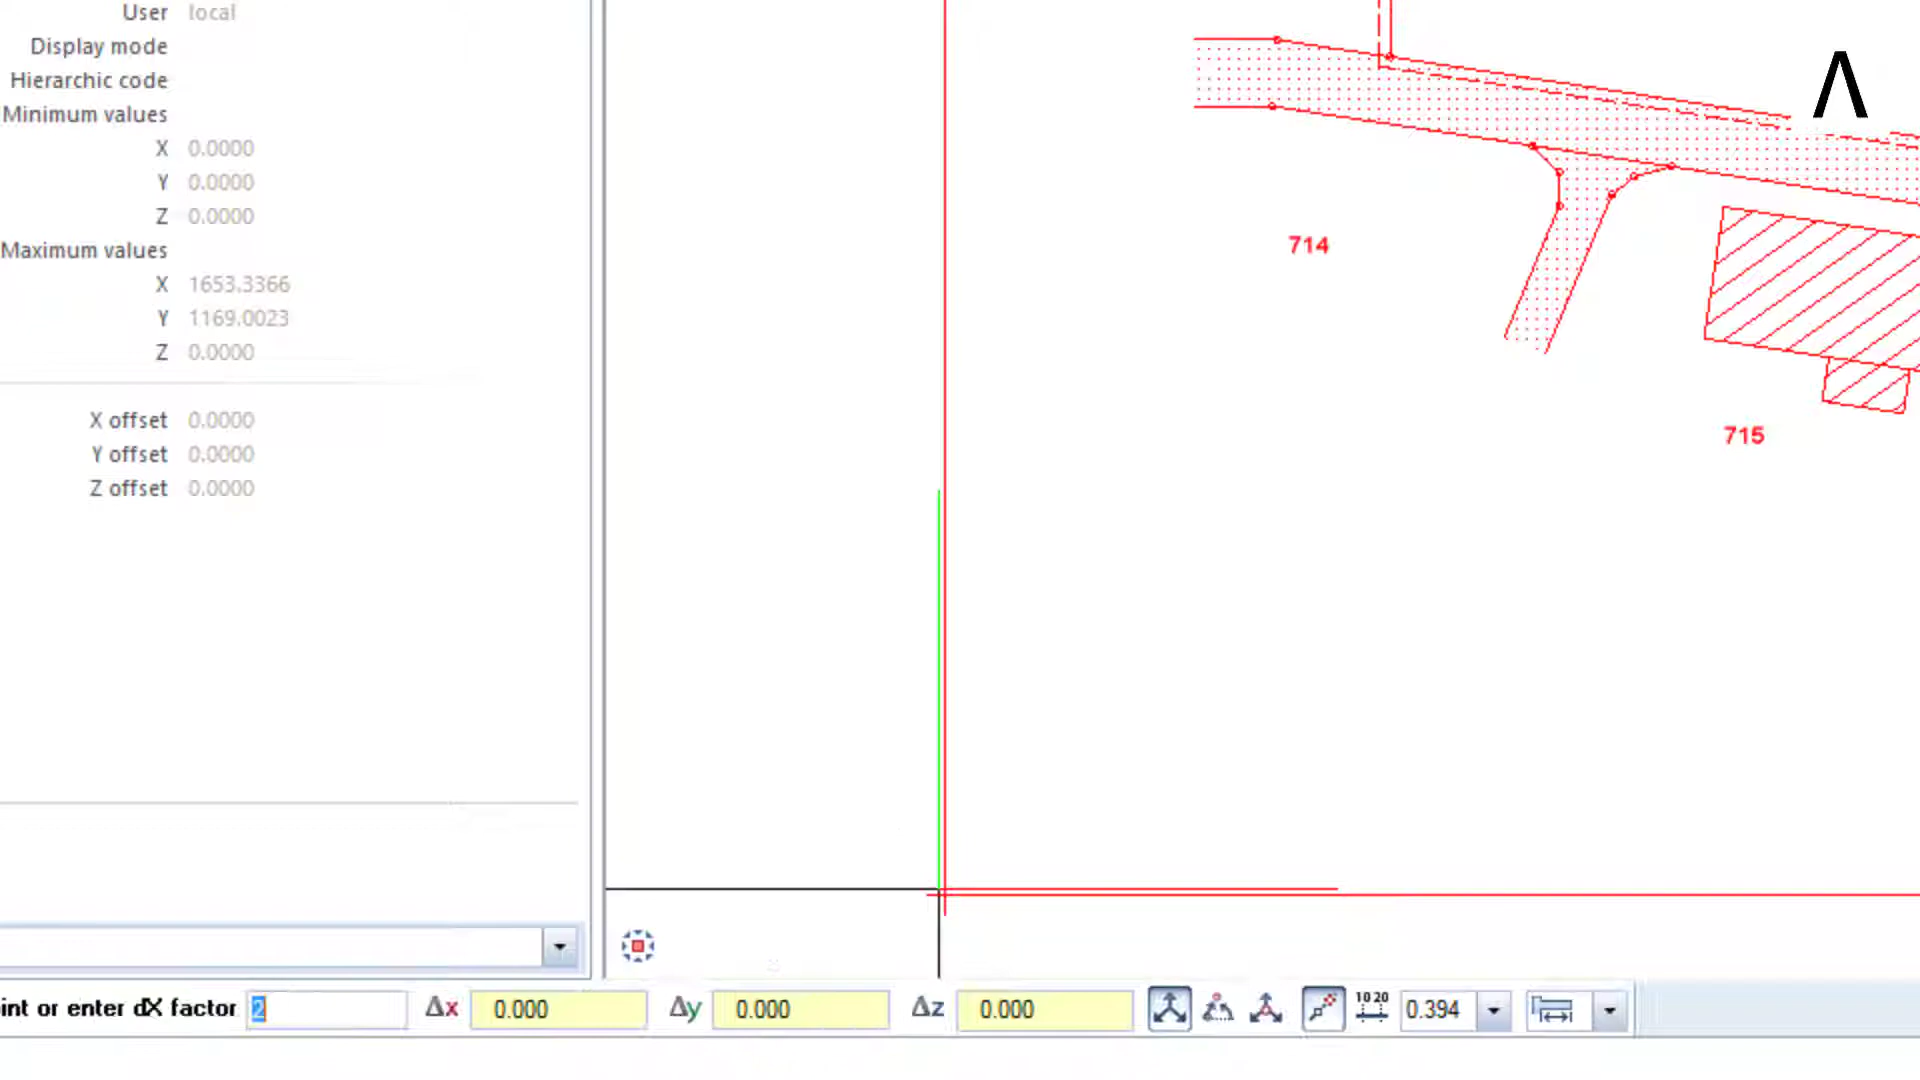 User local
Display mode
Hierarchic code
Minimum values
X 0.0000
Y 0.0000
Z 0.0000
Maximum values
X 1653.3366
Y 1169.0023
Z 0.0000
X offset 0.0000
Y offset 0.0000
Z offset 0.0000
714
715
Λ
int or enter dX factor 2 Δx 0.000 Δy 0.000 Δz 0.000 10 20 0.394